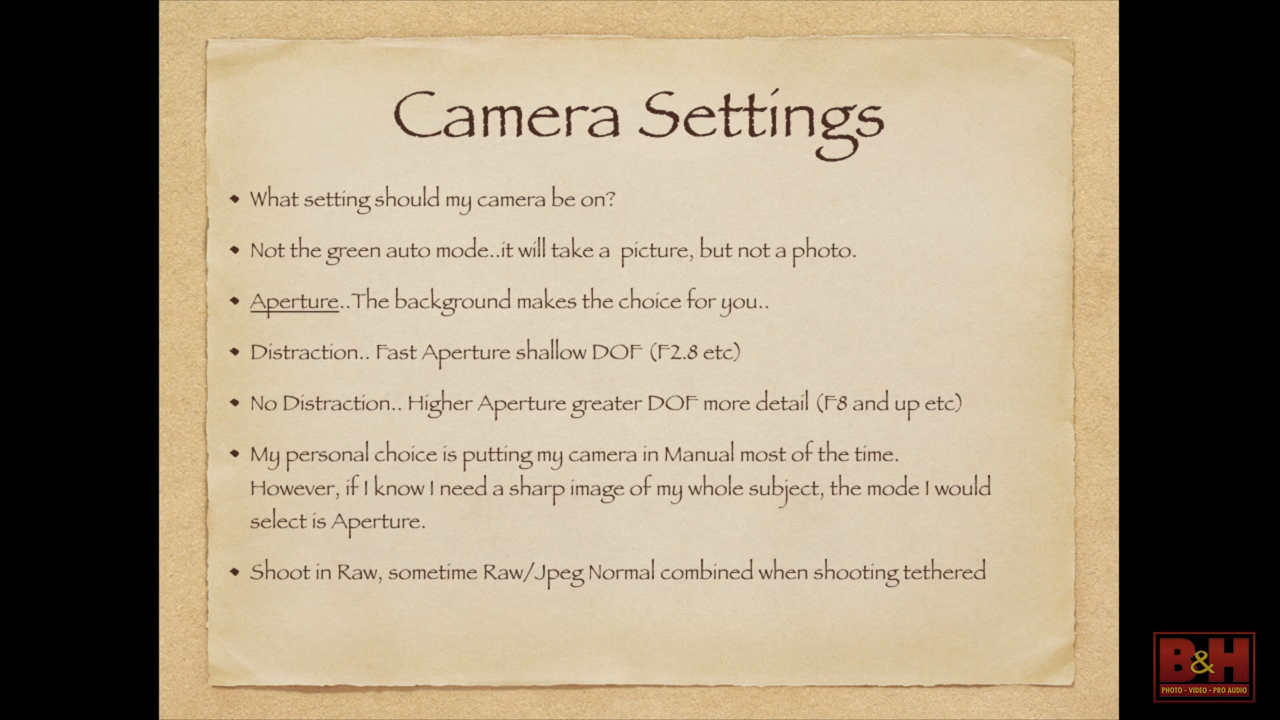 Camera Settings
• What setting should my camera be on?
• Not the green auto mode..it will take a  picture, but not a photo.
• Aperture..The background makes the choice for you..
• Distraction.. Fast Aperture shallow DOF (F2.8 etc)
• No Distraction.. Higher Aperture greater DOF more detail (F8 and up etc)
• My personal choice is putting my camera in Manual most of the time.
However, if I know I need a sharp image of my whole subject, the mode I would
select is Aperture.
• Shoot in Raw, sometime Raw/Jpeg Normal combined when shooting tethered
B&H
PHOTO - VIDEO - PRO AUDIO